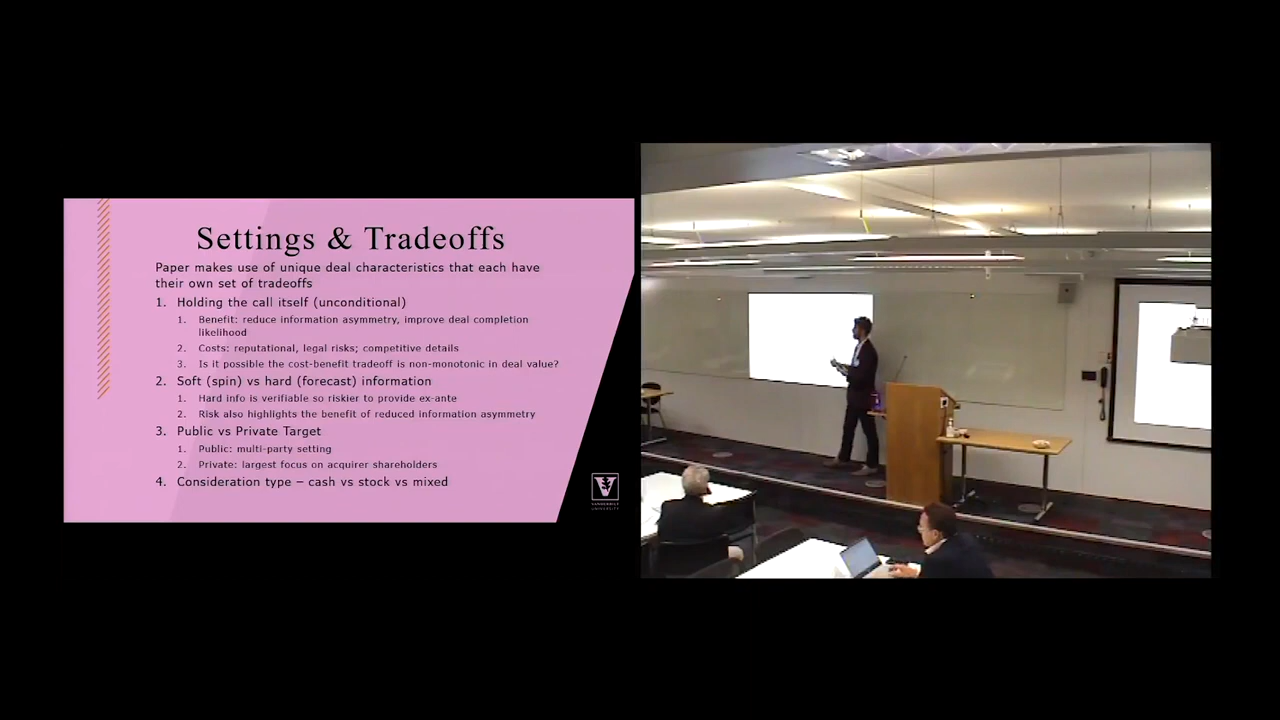 Settings & Tradeoffs
Paper makes use of unique deal characteristics that each have
their own set of tradeoffs
1. Holding the call itself (unconditional)
1. Benefit: reduce information asymmetry, improve deal completion
likelihood
2. Costs: reputational, legal risks; competitive details
3. Is it possible the cost-benefit tradeoff is non-monotonic in deal value?
2. Soft (spin) vs hard (forecast) information
1. Hard info is verifiable so riskier to provide ex-ante
2. Risk also highlights the benefit of reduced information asymmetry
3. Public vs Private Target
1. Public: multi-party setting
2. Private: largest focus on acquirer shareholders
4. Consideration type – cash vs stock vs mixed
V
VANDERBILT
UNIVERSITY